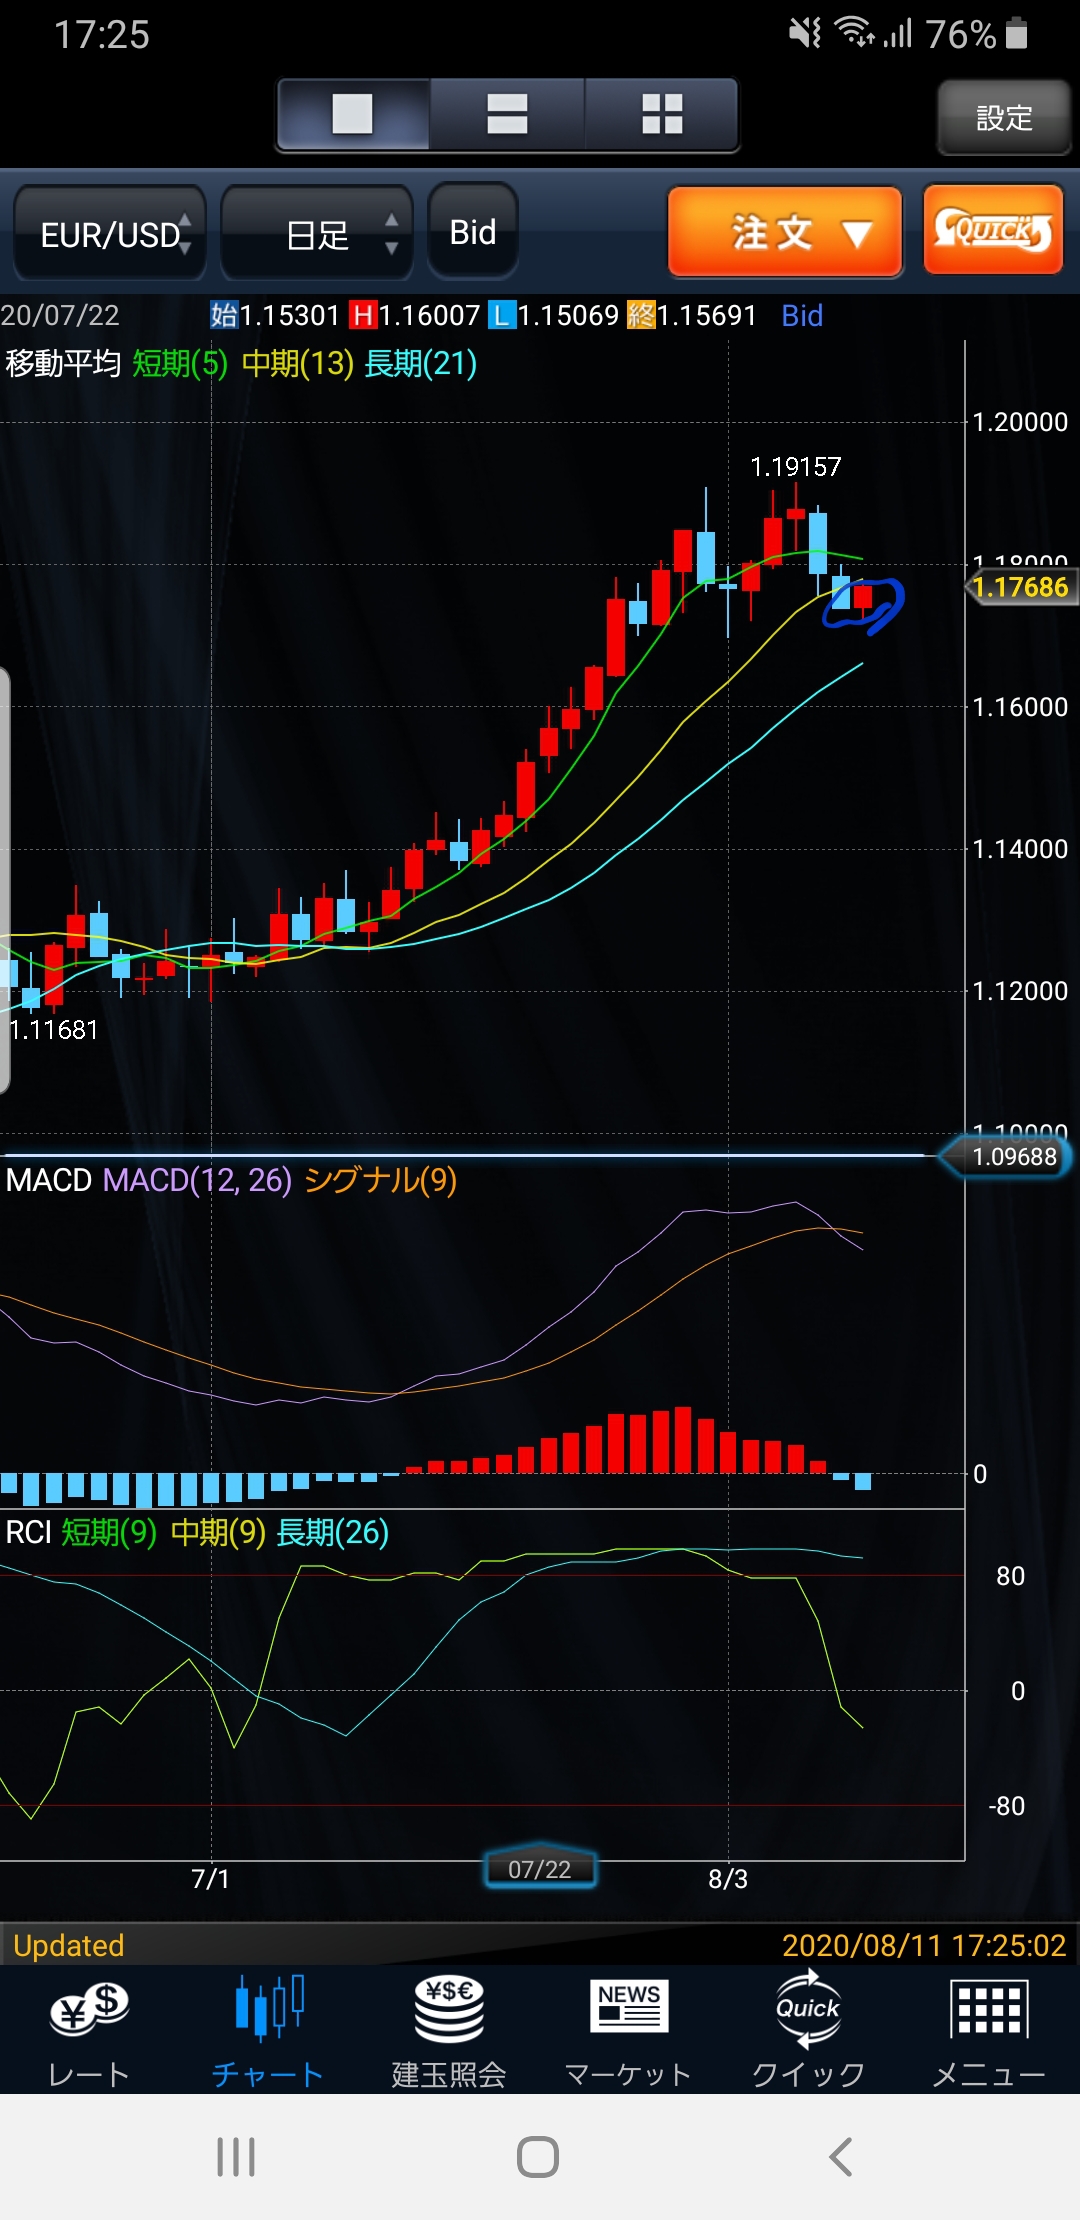 17:25 76%
設定
EUR/USD 日足 Bid 注文 ▼ QUICK
20/07/22 始1.15301 H1.16007 L1.15069 終1.15691 Bid
移動平均 短期(5) 中期(13) 長期(21)
1.20000
1.19157
1.18000
1.17686
1.16000
1.14000
1.12000
1.11681
1.10000
1.09688
MACD MACD(12, 26) シグナル(9)
0
RCI 短期(9) 中期(9) 長期(26)
80
0
-80
7/1 07/22 8/3
Updated 2020/08/11 17:25:02
¥$ ¥$€ NEWS Quick
レート チャート 建玉照会 マーケット クイック メニュー